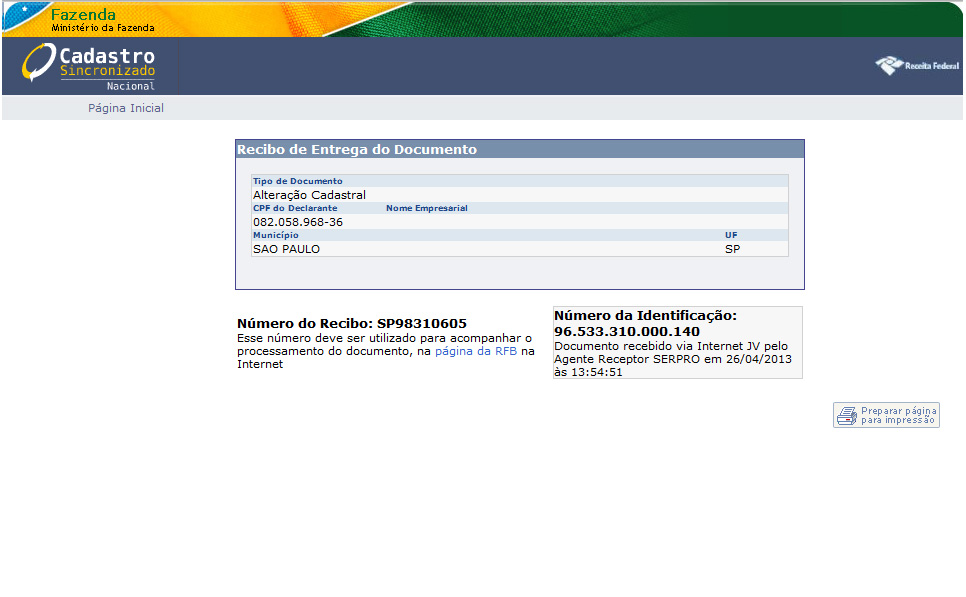 Fazenda
Ministério da Fazenda
Cadastro
Sincronizado
Nacional
Receita Federal
Página Inicial
Recibo de Entrega do Documento
Tipo de Documento
Alteração Cadastral
CPF do Declarante Nome Empresarial
082.058.968-36
Município UF
SAO PAULO SP
Número do Recibo: SP98310605
Esse número deve ser utilizado para acompanhar o
processamento do documento, na página da RFB na
Internet
Número da Identificação:
96.533.310.000.140
Documento recebido via Internet JV pelo
Agente Receptor SERPRO em 26/04/2013
às 13:54:51
Preparar página
para impressão